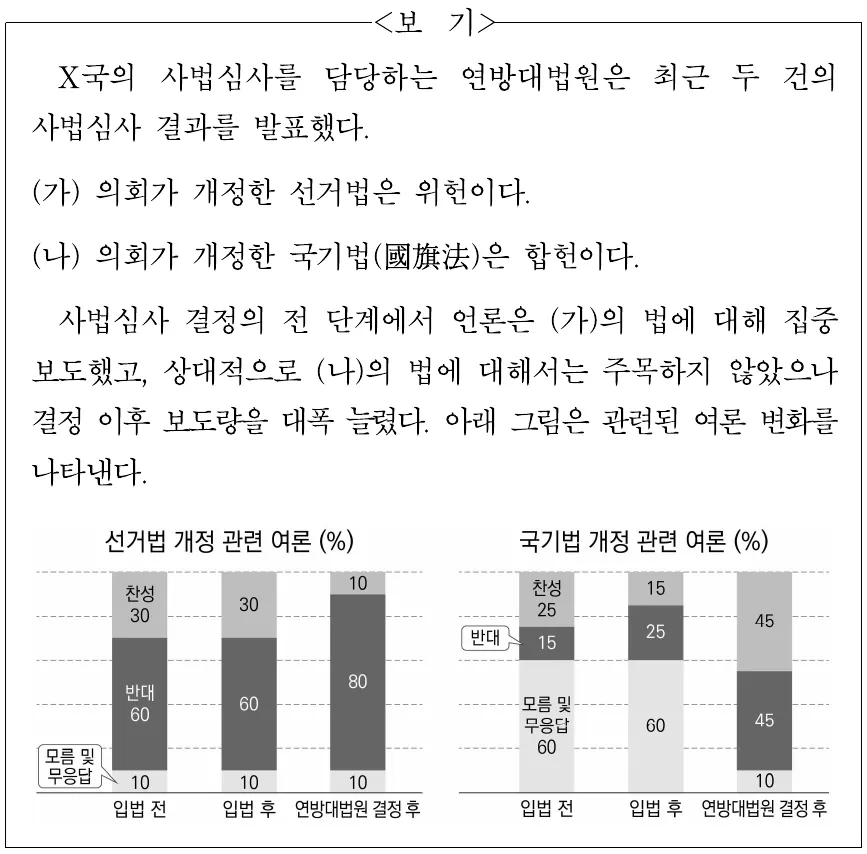 <보 기>
X국의 사법심사를 담당하는 연방대법원은 최근 두 건의
사법심사 결과를 발표했다.
(가) 의회가 개정한 선거법은 위헌이다.
(나) 의회가 개정한 국기법(國旗法)은 합헌이다.
사법심사 결정의 전 단계에서 언론은 (가)의 법에 대해 집중
보도했고, 상대적으로 (나)의 법에 대해서는 주목하지 않았으나
결정 이후 보도량을 대폭 늘렸다. 아래 그림은 관련된 여론 변화를
나타낸다.
선거법 개정 관련 여론 (%)
찬성
30
반대
60
모름 및
무응답
10
30
60
10
10
80
10
입법 전
입법 후
연방대법원 결정 후
국기법 개정 관련 여론 (%)
찬성
25
반대
15
모름 및
무응답
60
15
25
60
45
45
10
입법 전
입법 후
연방대법원 결정 후